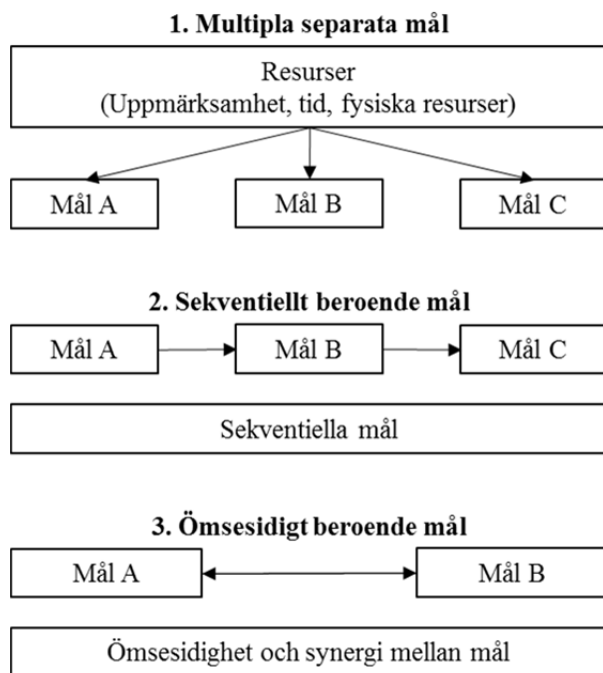 1. Multipla separata mål
Resurser
(Uppmärksamhet, tid, fysiska resurser)
Mål A
Mål B
Mål C
2. Sekventiellt beroende mål
Mål A
Mål B
Mål C
Sekventiella mål
3. Ömsesidigt beroende mål
Mål A
Mål B
Ömsesidighet och synergi mellan mål